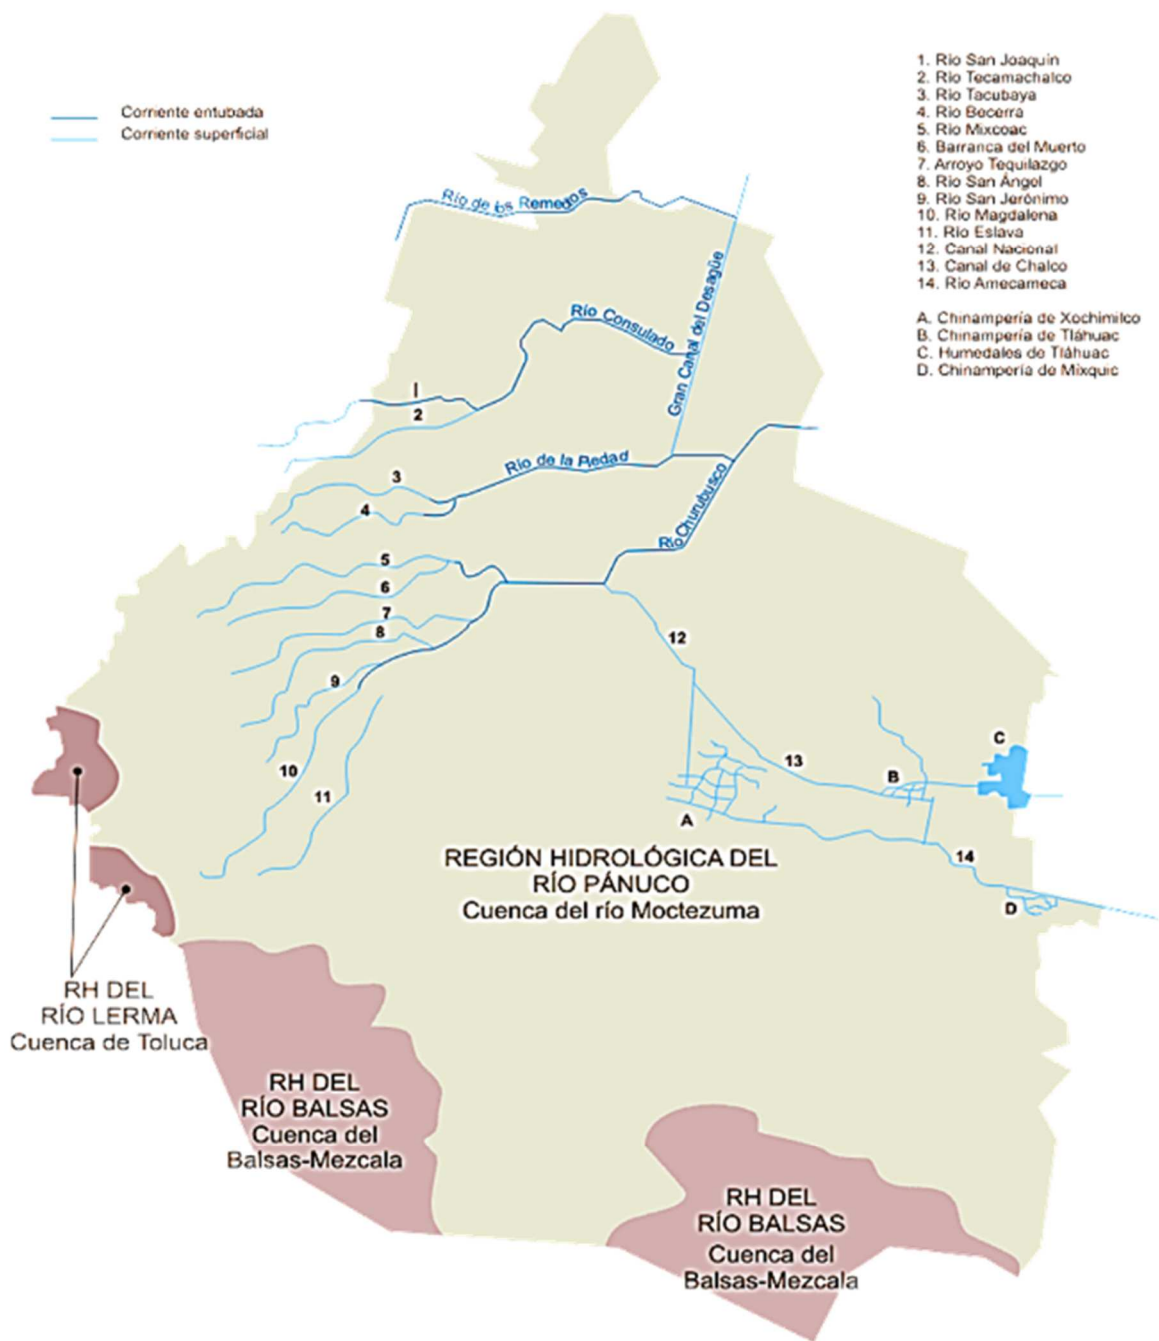 Corriente entubada
Corriente superficial
1. Río San Joaquín
2. Río Tecamachalco
3. Río Tacubaya
4. Río Becerra
5. Río Mixcoac
6. Barranca del Muerto
7. Arroyo Tequilazgo
8. Río San Ángel
9. Río San Jerónimo
10. Río Magdalena
11. Río Eslava
12. Canal Nacional
13. Canal de Chalco
14. Río Amecameca
A. Chinampería de Xochimilco
B. Chinampería de Tláhuac
C. Humedales de Tláhuac
D. Chinampería de Mixquic
Río de los Remedos
Gran Canal del Desagüe
Río Consulado
1
2
Río de la Piedad
Río Churubusco
3
4
5
6
7
8
9
10
11
12
13
A
B
C
14
D
REGIÓN HIDROLÓGICA DEL
RÍO PÁNUCO
Cuenca del río Moctezuma
RH DEL
RÍO LERMA
Cuenca de Toluca
RH DEL
RÍO BALSAS
Cuenca del
Balsas-Mezcala
RH DEL
RÍO BALSAS
Cuenca del
Balsas-Mezcala